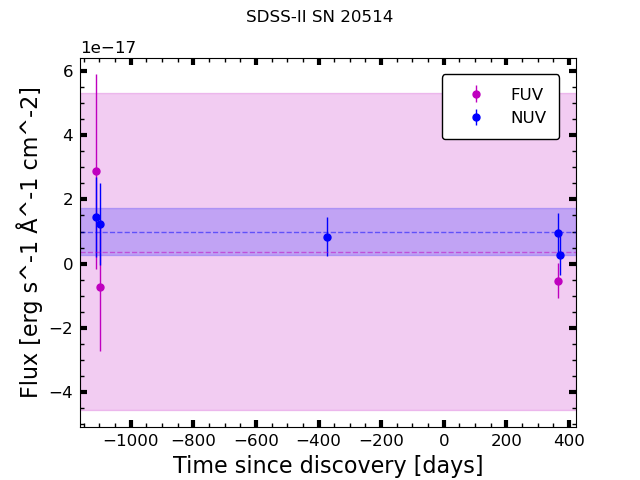 SDSS-II SN 20514
1e−17
FUV
NUV
6
4
2
0
−2
−4
Flux [erg s^-1 Å^-1 cm^-2]
−1000 −800 −600 −400 −200 0 200 400
Time since discovery [days]